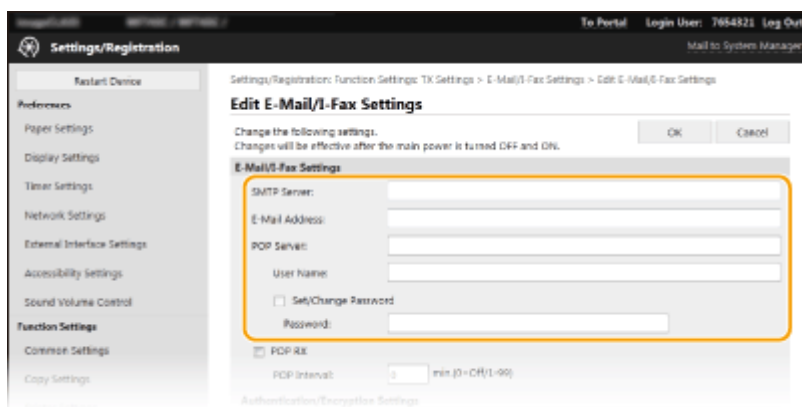 To Portal Login User: 7654321 Log Out
Settings/Registration
Mail to System Manager
Restart Device
Settings/Registration: Function Settings: TX Settings > E-Mail/I-Fax Settings > Edit E-Mail/I-Fax Settings
Preferences
Edit E-Mail/I-Fax Settings
Paper Settings
Change the following settings.
Changes will be effective after the main power is turned OFF and ON.
OK Cancel
Display Settings
E-Mail/I-Fax Settings
Timer Settings
SMTP Server:
Network Settings
E-Mail Address:
External Interface Settings
POP Server:
Accessibility Settings
User Name:
Sound Volume Control
Set/Change Password
Function Settings
Password:
Common Settings
POP RX
Copy Settings
POP Interval: 0 min.(0=Off/1-99)
Authentication/Encryption Settings